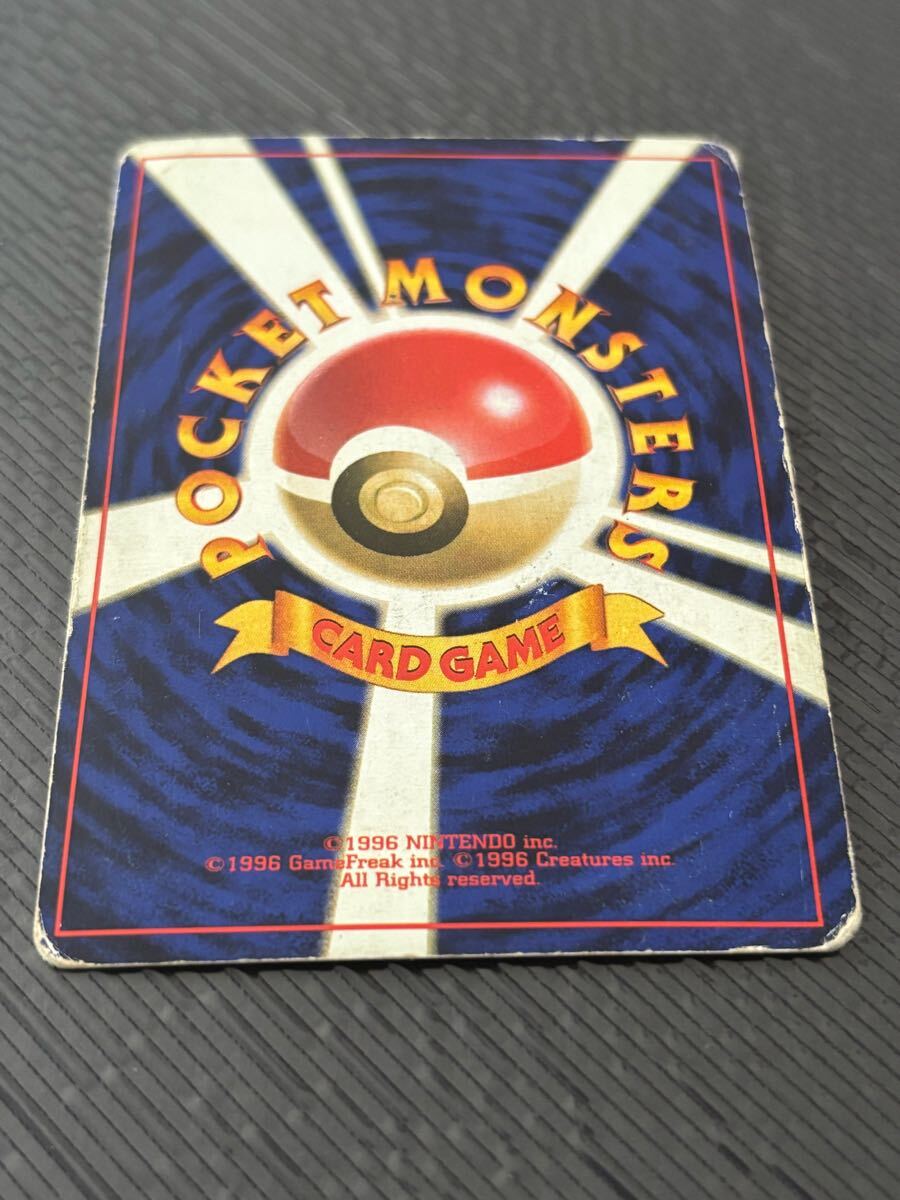 POCKET MONSTERS
CARD GAME
©1996 NINTENDO inc.
©1996 GameFreak inc. ©1996 Creatures inc.
All Rights reserved.